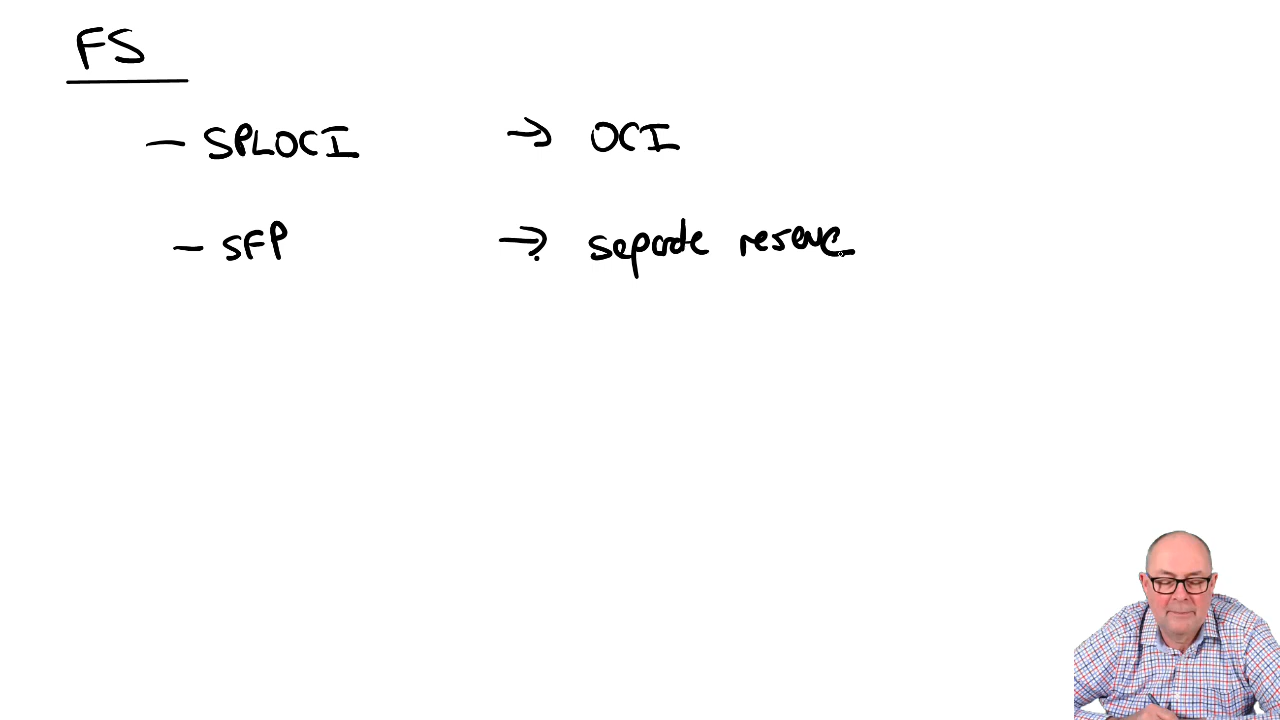 FS
- SPLOCI → OCI
- SFP → separate reserve